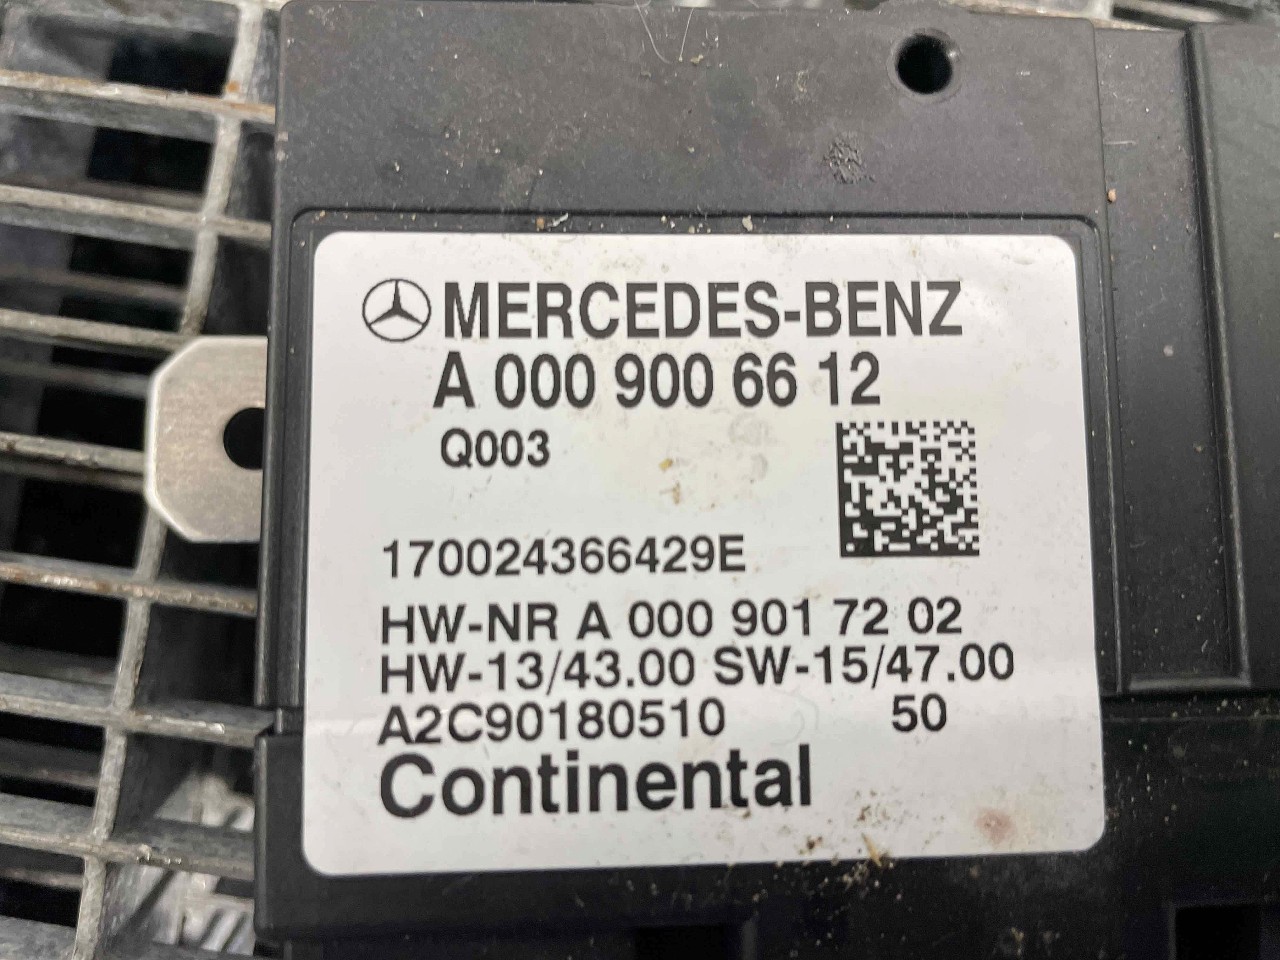 MERCEDES-BENZ
A 000 900 66 12
Q003
170024366429E
HW-NR A 000 901 72 02
HW-13/43.00 SW-15/47.00
A2C90180510 50
Continental